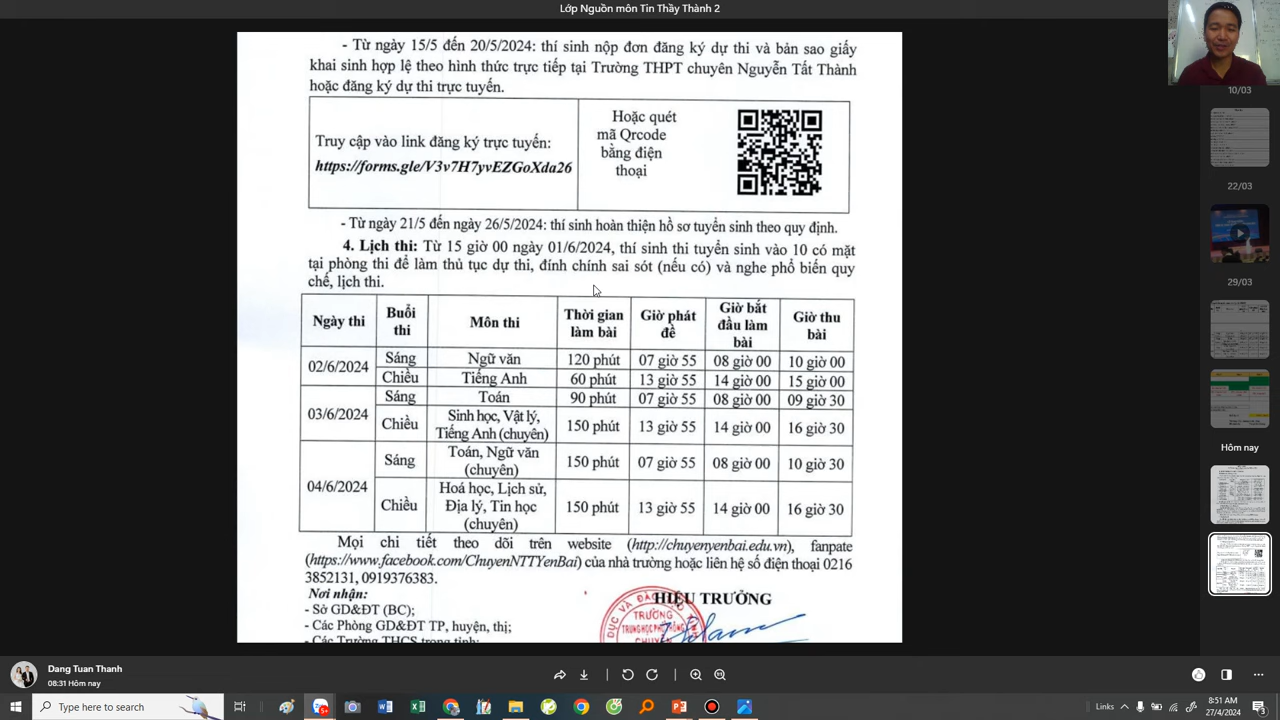 Lớp Nguồn môn Tin Thầy Thành 2
- Từ ngày 15/5 đến 20/5/2024: thí sinh nộp đơn đăng ký dự thi và bản sao giấy
khai sinh hợp lệ theo hình thức trực tiếp tại Trường THPT chuyên Nguyễn Tất Thành
hoặc đăng ký dự thi trực tuyến.
Truy cập vào link đăng ký trực tuyến:
https://forms.gle/V3v7H7yvEZGoXda26
Hoặc quét
mã Qrcode
bằng điện
thoại
- Từ ngày 21/5 đến ngày 26/5/2024: thí sinh hoàn thiện hồ sơ tuyển sinh theo quy định.
4. Lịch thi: Từ 15 giờ 00 ngày 01/6/2024, thí sinh thi tuyển sinh vào 10 có mặt
tại phòng thi để làm thủ tục dự thi, đính chính sai sót (nếu có) và nghe phổ biến quy
chế, lịch thi.
Ngày thi Buổi thi Môn thi Thời gian làm bài Giờ phát đề Giờ bắt đầu làm bài Giờ thu bài
02/6/2024 Sáng Ngữ văn 120 phút 07 giờ 55 08 giờ 00 10 giờ 00
Chiều Tiếng Anh 60 phút 13 giờ 55 14 giờ 00 15 giờ 00
03/6/2024 Sáng Toán 90 phút 07 giờ 55 08 giờ 00 09 giờ 30
Chiều Sinh học, Vật lý, Tiếng Anh (chuyên) 150 phút 13 giờ 55 14 giờ 00 16 giờ 30
04/6/2024 Sáng Toán, Ngữ văn (chuyên) 150 phút 07 giờ 55 08 giờ 00 10 giờ 30
Chiều Hoá học, Lịch sử, Địa lý, Tin học (chuyên) 150 phút 13 giờ 55 14 giờ 00 16 giờ 30
Mọi chi tiết theo dõi trên website (http://chuyenyenbai.edu.vn), fanpate
(https://www.facebook.com/ChuyenNTTYenBai) của nhà trường hoặc liên hệ số điện thoại 0216
3852131, 0919376383.
Nơi nhận:
- Sở GD&ĐT (BC);
- Các Phòng GD&ĐT TP, huyện, thị;
- Các Trường THCS trong tỉnh;
HIỆU TRƯỞNG
TRƯỜNG
TRUNG HỌC PHỔ THÔNG
CHUYÊN
10/03
22/03
29/03
Hôm nay
Dang Tuan Thanh
08:31 Hôm nay
Type here to search
Links
8:51 AM
27/4/2024